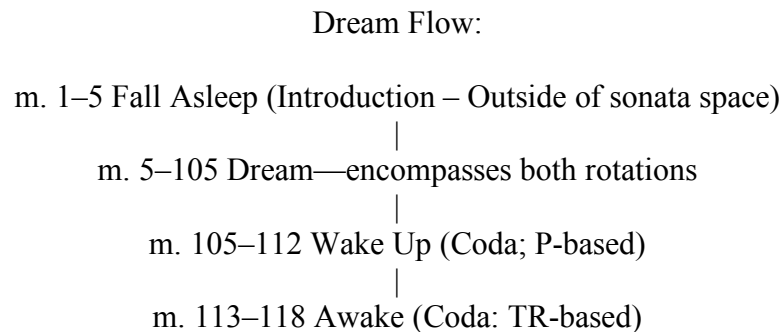 Dream Flow:
m. 1–5 Fall Asleep (Introduction – Outside of sonata space)
|
m. 5–105 Dream—encompasses both rotations
|
m. 105–112 Wake Up (Coda; P-based)
|
m. 113–118 Awake (Coda: TR-based)